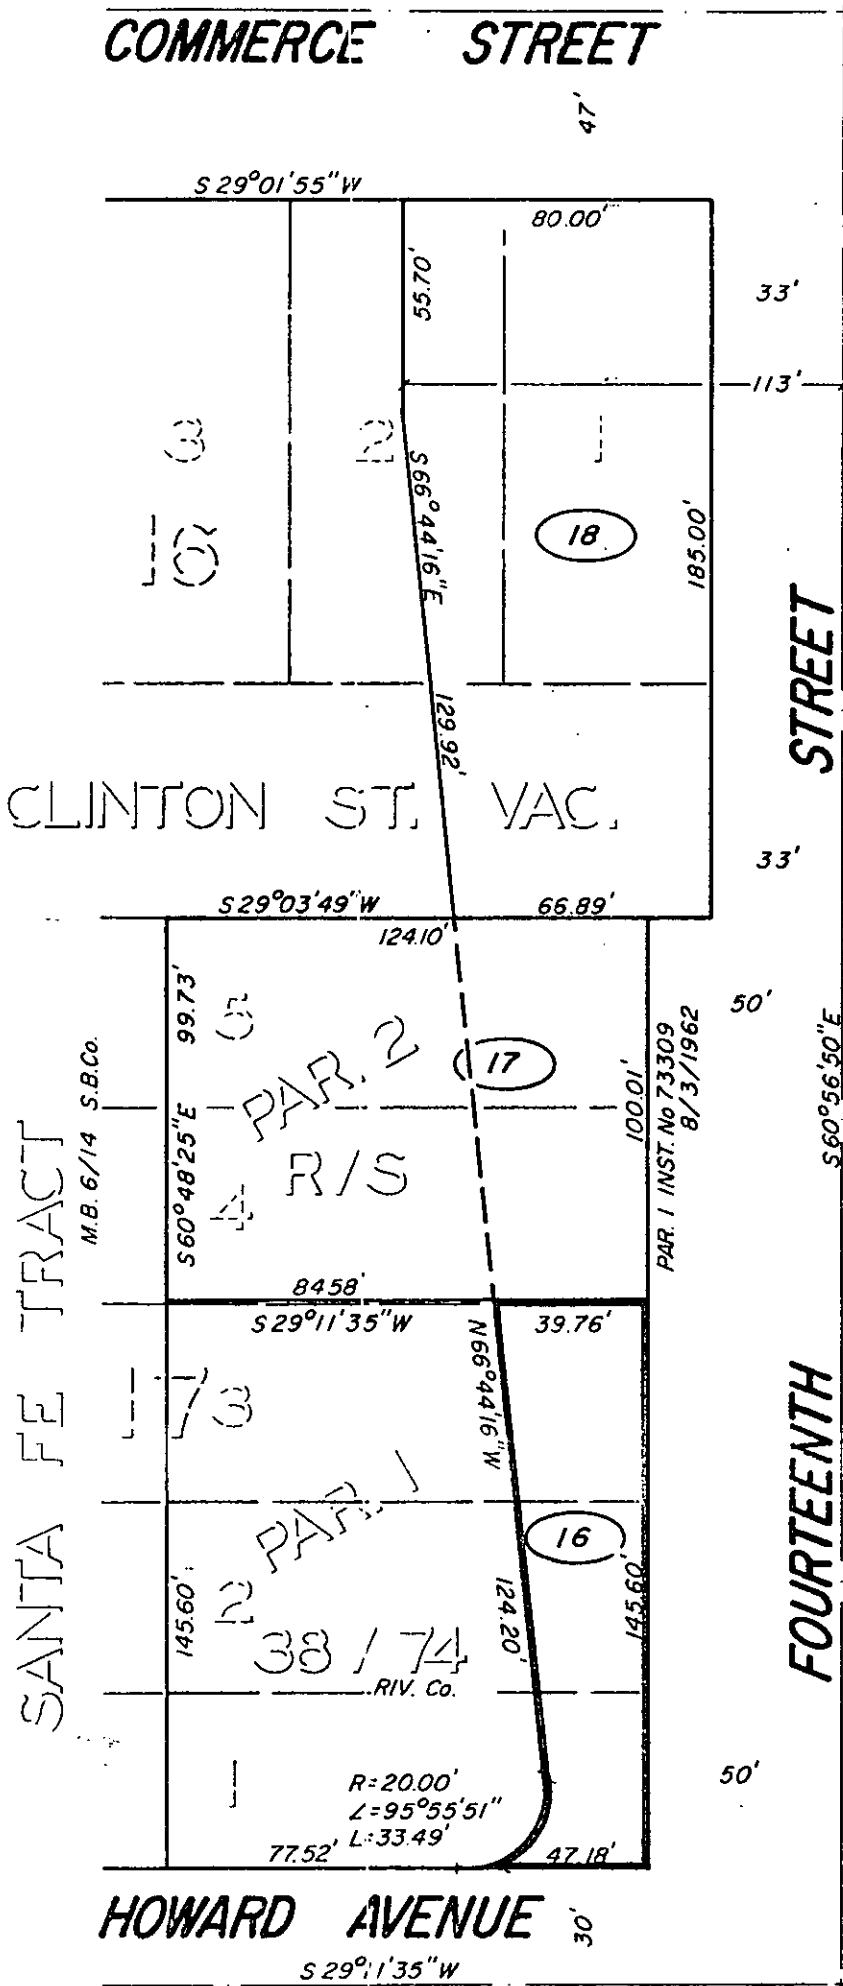 COMMERCE STREET
47'
S 29°01'55" W
80.00'
55.70'
33'
113'
3
2
1
S 66°44'16" E
18
185.00'
STREET
129.92'
CLINTON ST. VAC.
33'
S 29°03'49" W
66.89'
124.10'
99.73'
5
50'
PAR. 2
17
M.B. 6/14 S.B.Co.
S 60°48'25" E
4
R/S
100.01'
PAR. 1 INST. No 73309
8/3/1962
S 60°56'50" E
SANTA FE TRACT
84.58'
S 29°11'35" W
39.76'
N 66°44'16" W
3
PAR. 1
16
FOURTEENTH
145.60'
2
124.20'
145.60'
38 / 74
RIV. Co.
1
R=20.00'
∠=95°55'51"
L=33.49'
50'
77.52'
47.18'
HOWARD AVENUE
30'
S 29°11'35" W